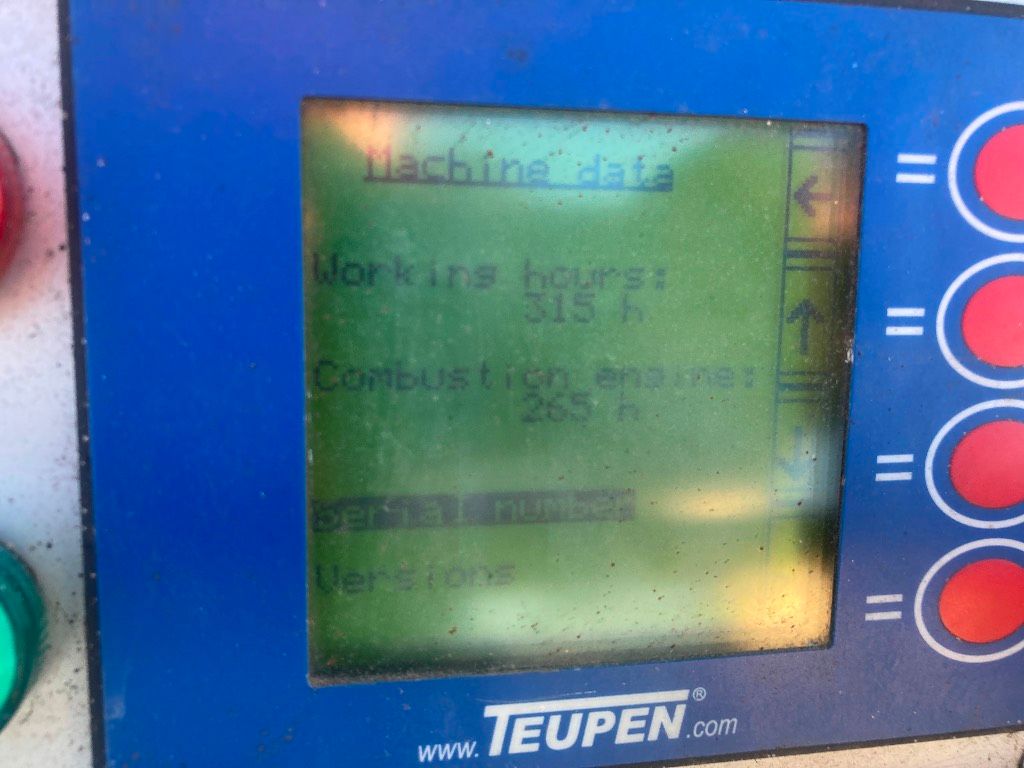 Machine data
Working hours:
315 h
Combustion engine:
265 h
Serial number
Versions
www.TEUPEN®.com